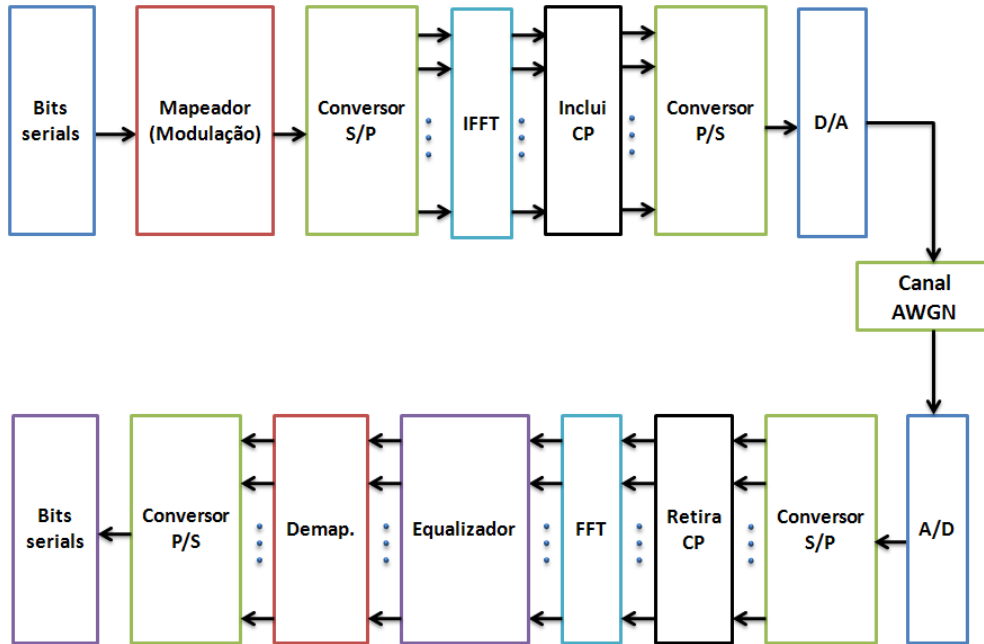 Bits
serials
Mapeador
(Modulação)
Conversor
S/P
IFFT
Inclui
CP
Conversor
P/S
D/A
Canal
AWGN
Bits
serials
Conversor
P/S
Demap.
Equalizador
FFT
Retira
CP
Conversor
S/P
A/D